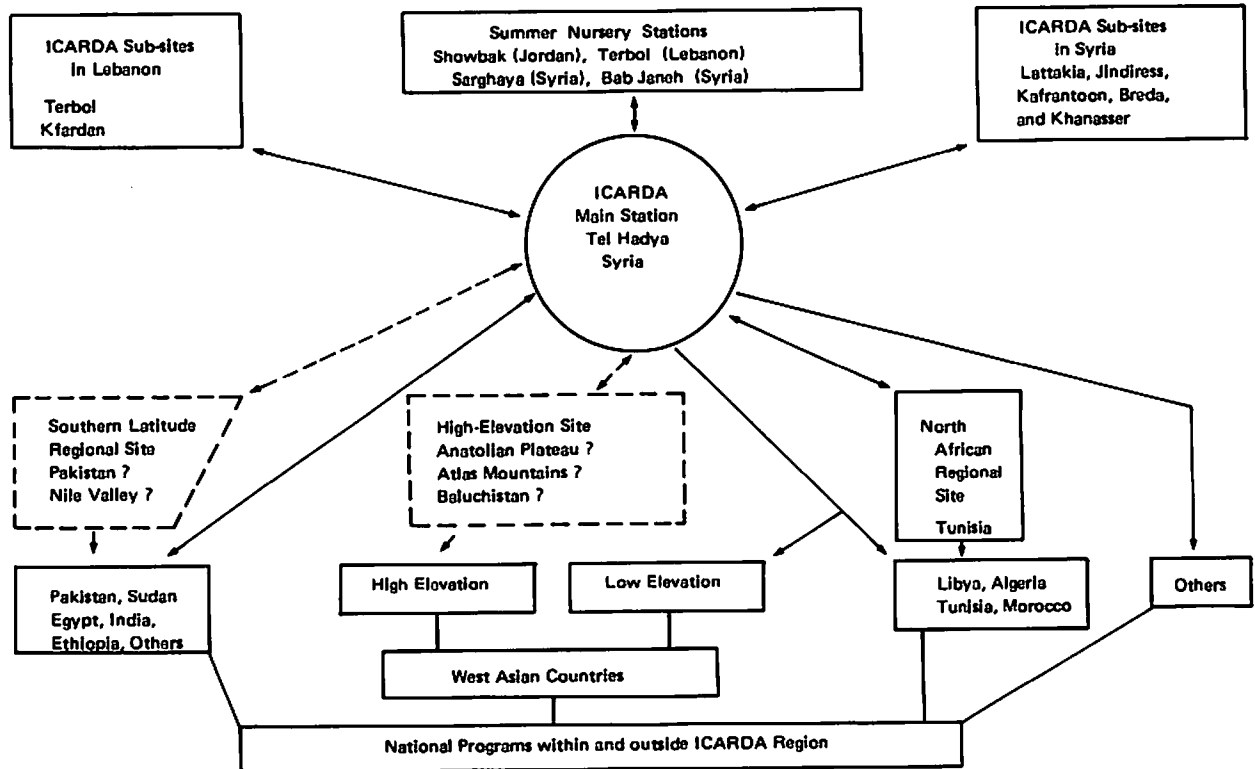 ICARDA Sub-sites
In Lebanon
Terbol
Kfardan
Summer Nursery Stations
Showbak (Jordan), Terbol (Lebanon)
Sarghaya (Syria), Bab Janeh (Syria)
ICARDA Sub-sites
in Syria
Lattakia, Jindiress,
Kafrantoon, Breda,
and Khanasser
ICARDA
Main Station
Tel Hadya
Syria
Southern Latitude
Regional Site
Pakistan ?
Nile Valley ?
High-Elevation Site
Anatolian Plateau ?
Atlas Mountains ?
Baluchistan ?
North
African
Regional
Site
Tunisia
Pakistan, Sudan
Egypt, India,
Ethiopia, Others
High Elevation
Low Elevation
Libya, Algeria
Tunisia, Morocco
Others
West Asian Countries
National Programs within and outside ICARDA Region